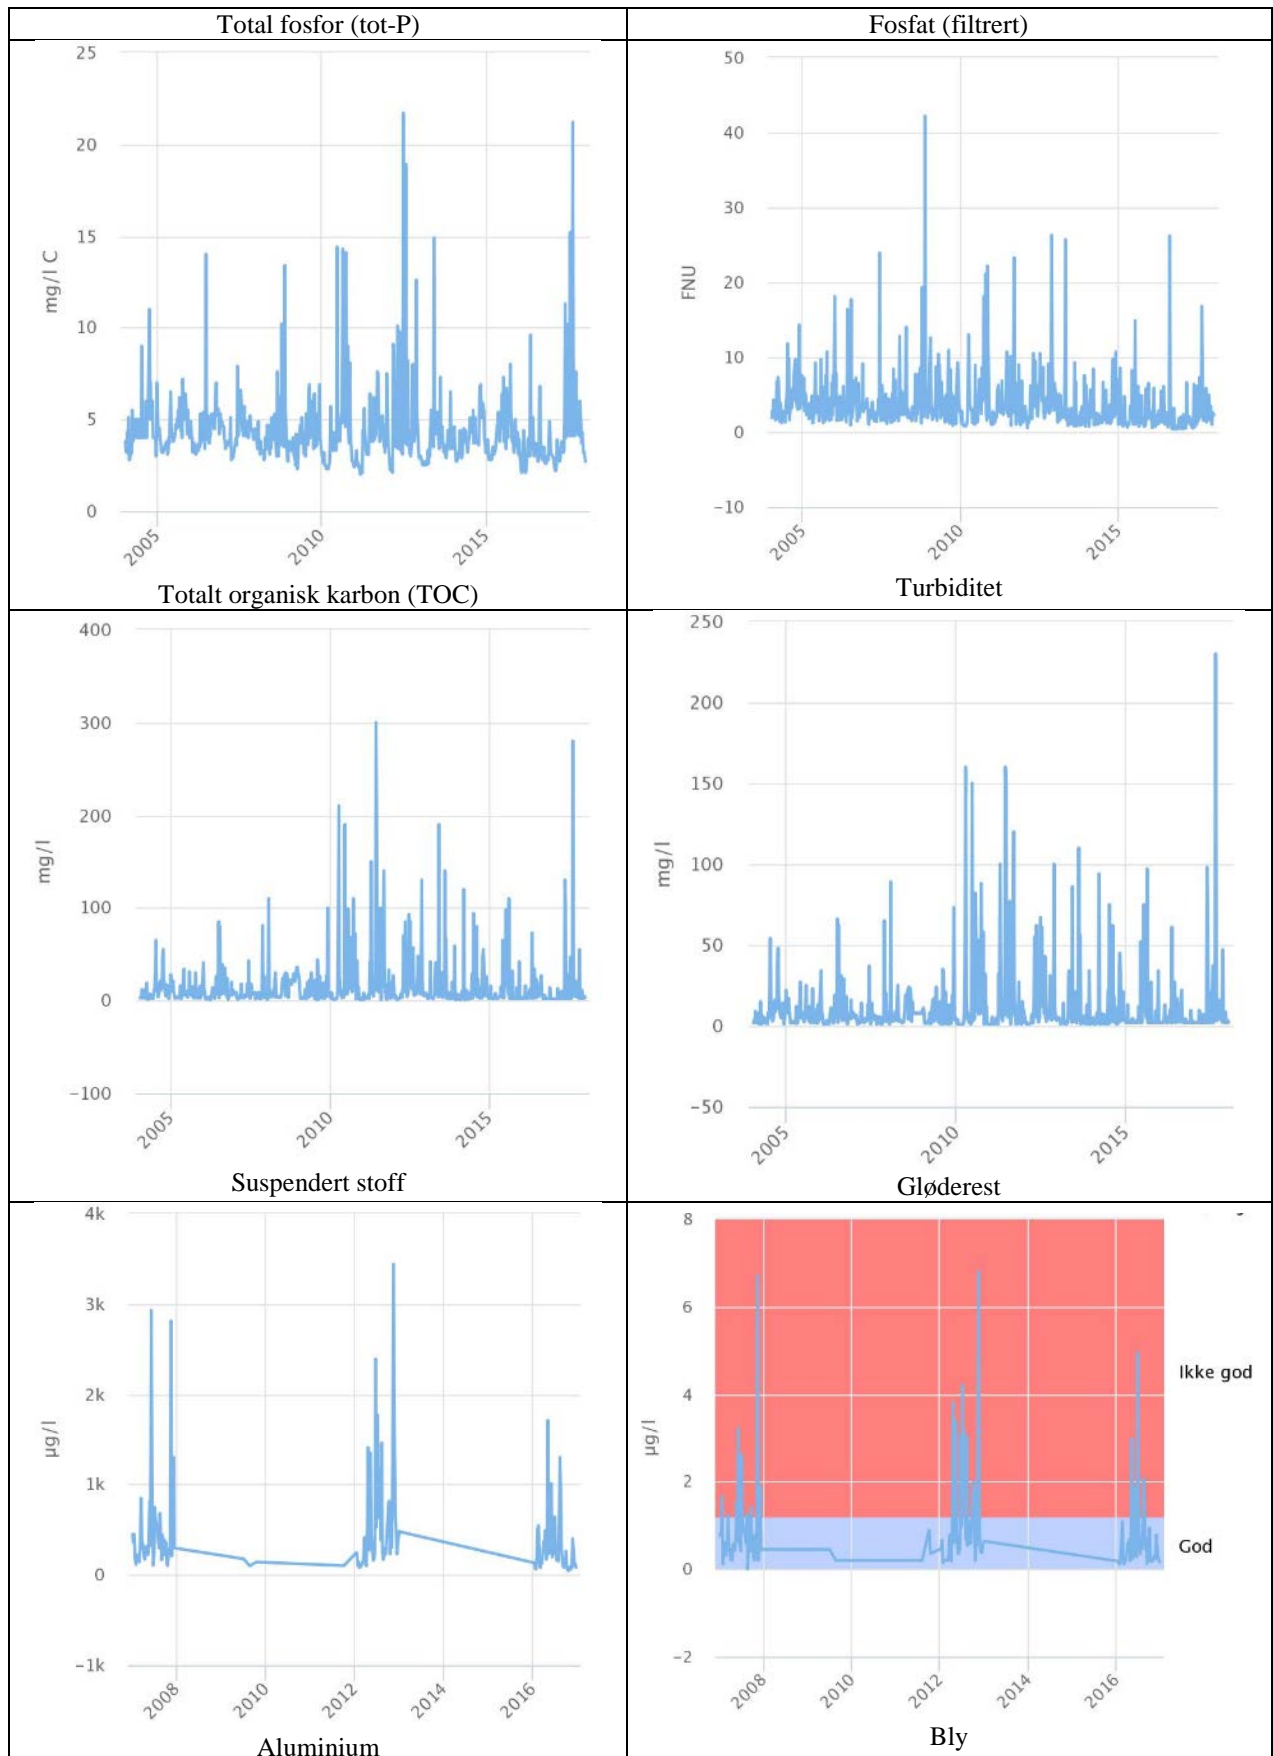 Total fosfor (tot-P)
Fosfat (filtrert)
25
20
15
10
5
0
mg/l C
2005
2010
2015
Totalt organisk karbon (TOC)
50
40
30
20
10
0
−10
FNU
2005
2010
2015
Turbiditet
400
300
200
100
0
−100
mg/l
2005
2010
2015
Suspendert stoff
250
200
150
100
50
0
−50
mg/l
2005
2010
2015
Gløderest
4k
3k
2k
1k
0
−1k
µg/l
2008
2010
2012
2014
2016
Aluminium
8
6
4
2
0
−2
µg/l
Ikke god
God
2008
2010
2012
2014
2016
Bly